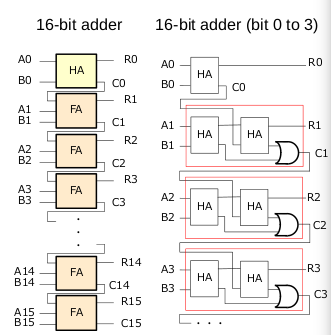 16-bit adder
A0
B0
HA
R0
C0
A1
B1
FA
R1
C1
A2
B2
FA
R2
C2
A3
B3
FA
R3
C3
.
.
.
A14
B14
FA
R14
C14
A15
B15
FA
R15
C15
16-bit adder (bit 0 to 3)
A0
B0
HA
R0
C0
A1
B1
HA
HA
R1
C1
A2
B2
HA
HA
R2
C2
A3
B3
HA
HA
R3
C3
. . .